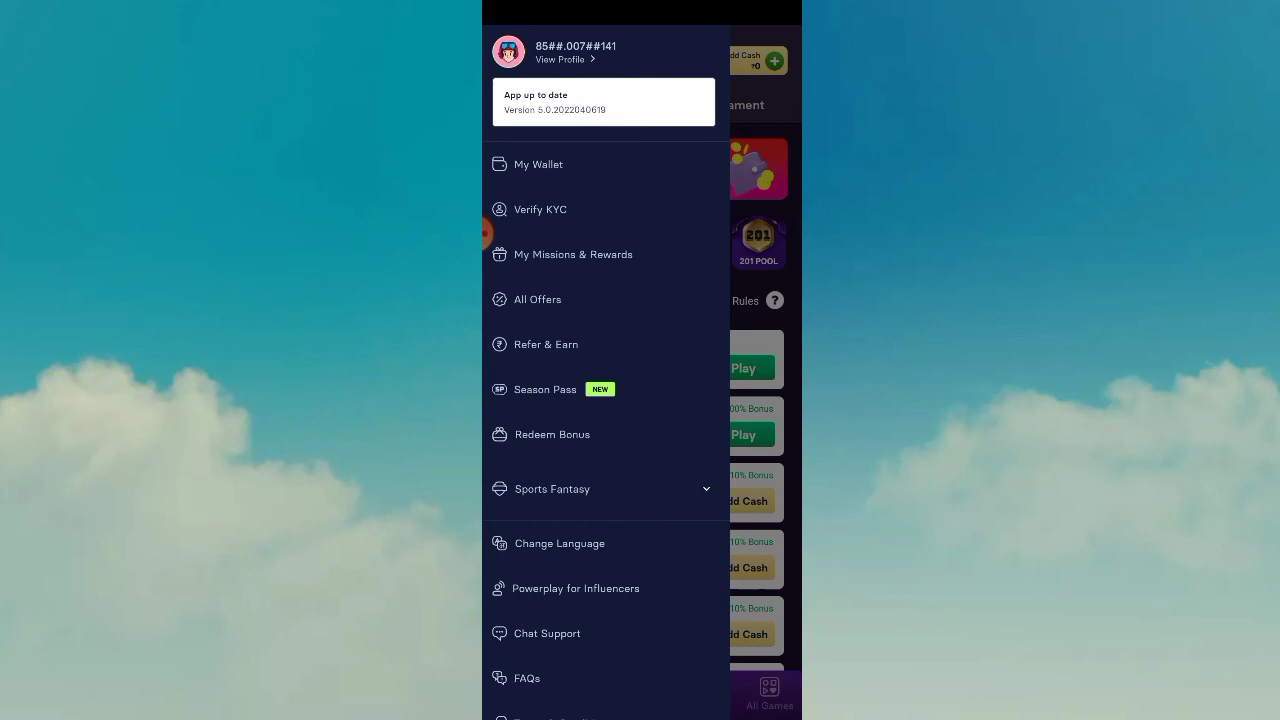 85##.007##141
View Profile
App up to date
Version 5.0.2022040619
My Wallet
Verify KYC
My Missions & Rewards
All Offers
Refer & Earn
SP Season Pass NEW
Redeem Bonus
Sports Fantasy
Change Language
Powerplay for Influencers
Chat Support
FAQs
dd Cash
₹0
ament
201
201 POOL
Rules ?
Play
00% Bonus
Play
10% Bonus
dd Cash
10% Bonus
dd Cash
10% Bonus
dd Cash
All Games